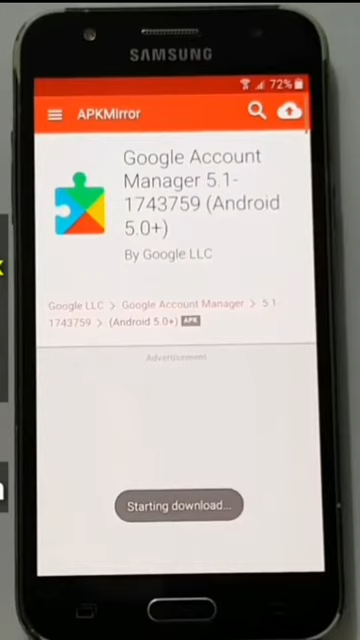 SAMSUNG
72%
APKMirror
Google Account
Manager 5.1-
1743759 (Android
5.0+)
By Google LLC
Google LLC > Google Account Manager > 5.1-
1743759 > (Android 5.0+) APK
Advertisement
Starting download...